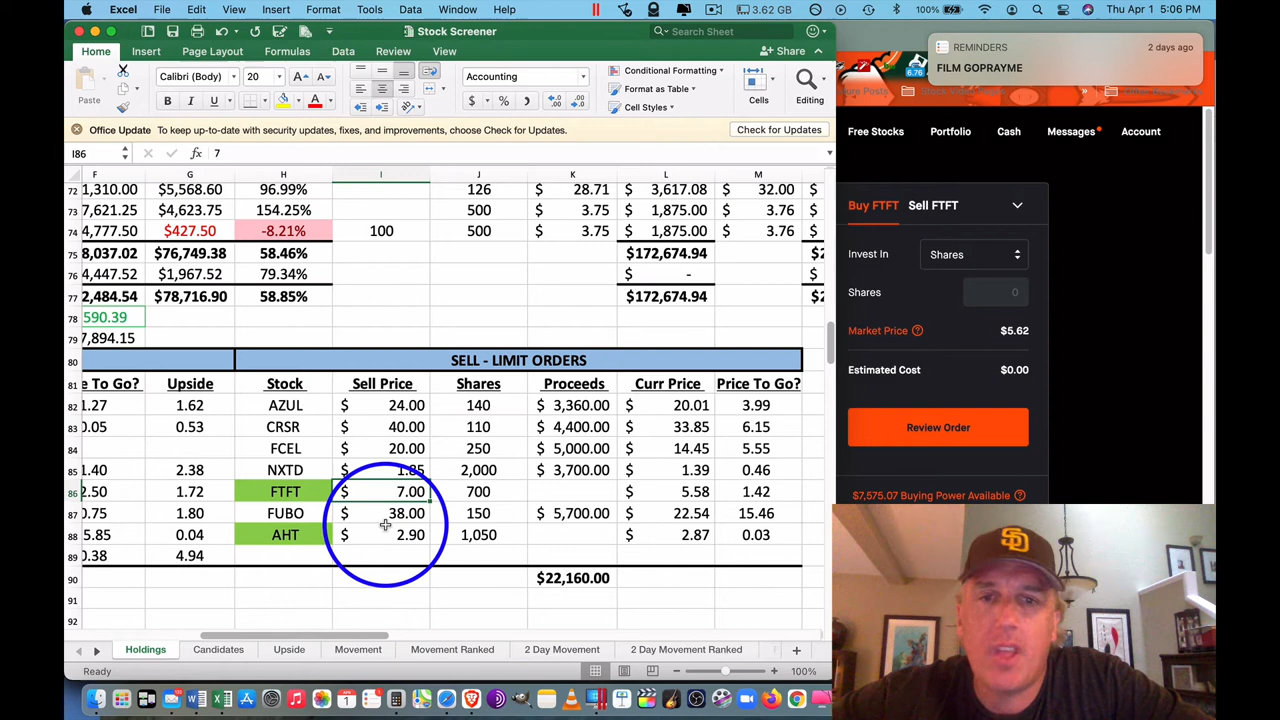 Excel File Edit View Insert Format Tools Data Window Help 3.62 GB 100% Thu Apr 1 5:06 PM
Stock Screener
Search Sheet
Home Insert Page Layout Formulas Data Review View Share
Paste Calibri (Body) 20 A A Accounting Conditional Formatting Format as Table Cell Styles Cells Editing
B I U A $ % 
Office Update To keep up-to-date with security updates, fixes, and improvements, choose Check for Updates. Check for Updates
I86 fx 7
F G H I J K L M
72 1,310.00 $5,568.60 96.99% 126 $ 28.71 $ 3,617.08 $ 32.00 $
73 7,621.25 $4,623.75 154.25% 500 $ 3.75 $ 1,875.00 $ 3.76 $
74 4,777.50 $427.50 -8.21% 100 500 $ 3.75 $ 1,875.00 $ 3.76 $
75 8,037.02 $76,749.38 58.46% $172,674.94 $2
76 4,447.52 $1,967.52 79.34% $ - $
77 2,484.54 $78,716.90 58.85% $172,674.94 $2
78 590.39
79 7,894.15
80 SELL - LIMIT ORDERS
81 e To Go? Upside Stock Sell Price Shares Proceeds Curr Price Price To Go?
82 1.27 1.62 AZUL $ 24.00 140 $ 3,360.00 $ 20.01 3.99
83 0.05 0.53 CRSR $ 40.00 110 $ 4,400.00 $ 33.85 6.15
84 FCEL $ 20.00 250 $ 5,000.00 $ 14.45 5.55
85 1.40 2.38 NXTD $ 1.85 2,000 $ 3,700.00 $ 1.39 0.46
86 2.50 1.72 FTFT $ 7.00 700 $ 5.58 1.42
87 0.75 1.80 FUBO $ 38.00 150 $ 5,700.00 $ 22.54 15.46
88 5.85 0.04 AHT $ 2.90 1,050 $ 2.87 0.03
89 0.38 4.94
90 $22,160.00
91
92
Holdings Candidates Upside Movement Movement Ranked 2 Day Movement 2 Day Movement Ranked
Ready 100%
REMINDERS 2 days ago
FILM GOPRAYME
6.76
Free Stocks Portfolio Cash Messages Account
Buy FTFT Sell FTFT
Invest In Shares
Shares 0
Market Price $5.62
Estimated Cost $0.00
Review Order
$7,575.07 Buying Power Available
SD